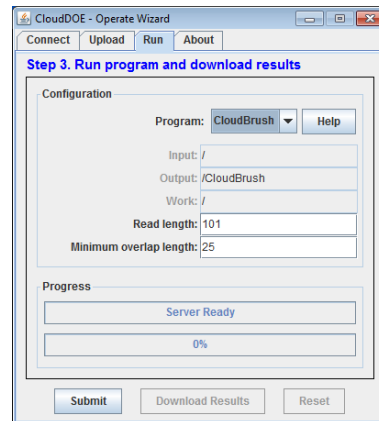 CloudDOE - Operate Wizard
Connect Upload Run About
Step 3. Run program and download results
Configuration
Program: CloudBrush Help
Input: /
Output: /CloudBrush
Work: /
Read length: 101
Minimum overlap length: 25
Progress
Server Ready
0%
Submit Download Results Reset